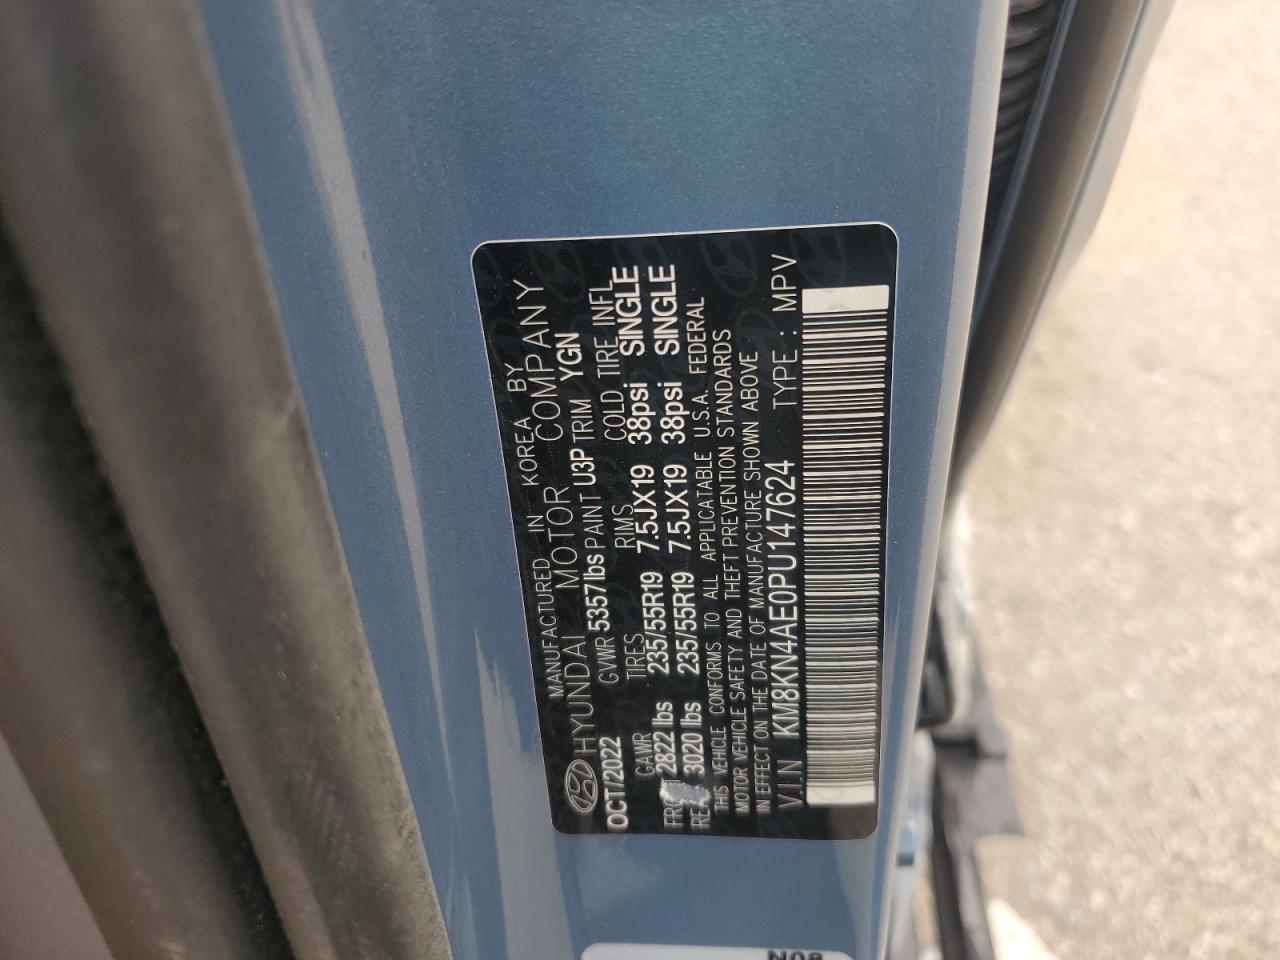 MANUFACTURED IN KOREA BY
HYUNDAI MOTOR COMPANY
OCT/2022 GVWR 5357lbs PAINT U3P TRIM YGN
GAWR TIRES RIMS COLD TIRE INFL
2822 lbs 235/55R19 7.5JX19 38psi SINGLE
3020 lbs 235/55R19 7.5JX19 38psi SINGLE
THIS VEHICLE CONFORMS TO ALL APPLICATABLE U.S.A. FEDERAL
MOTOR VEHICLE SAFETY AND THEFT PREVENTION STANDARDS
IN EFFECT ON THE DATE OF MANUFACTURE SHOWN ABOVE
V.I.N KM8KN4AE0PU147624 TYPE : MPV